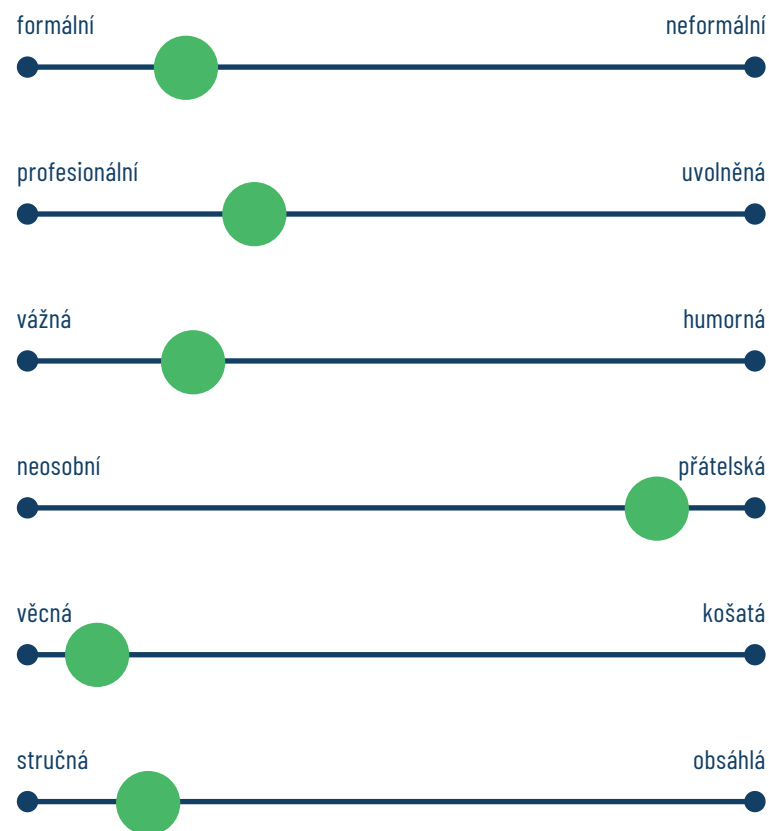 formální neformální
profesionální uvolněná
vážná humorná
neosobní přátelská
věcná košatá
stručná obsáhlá